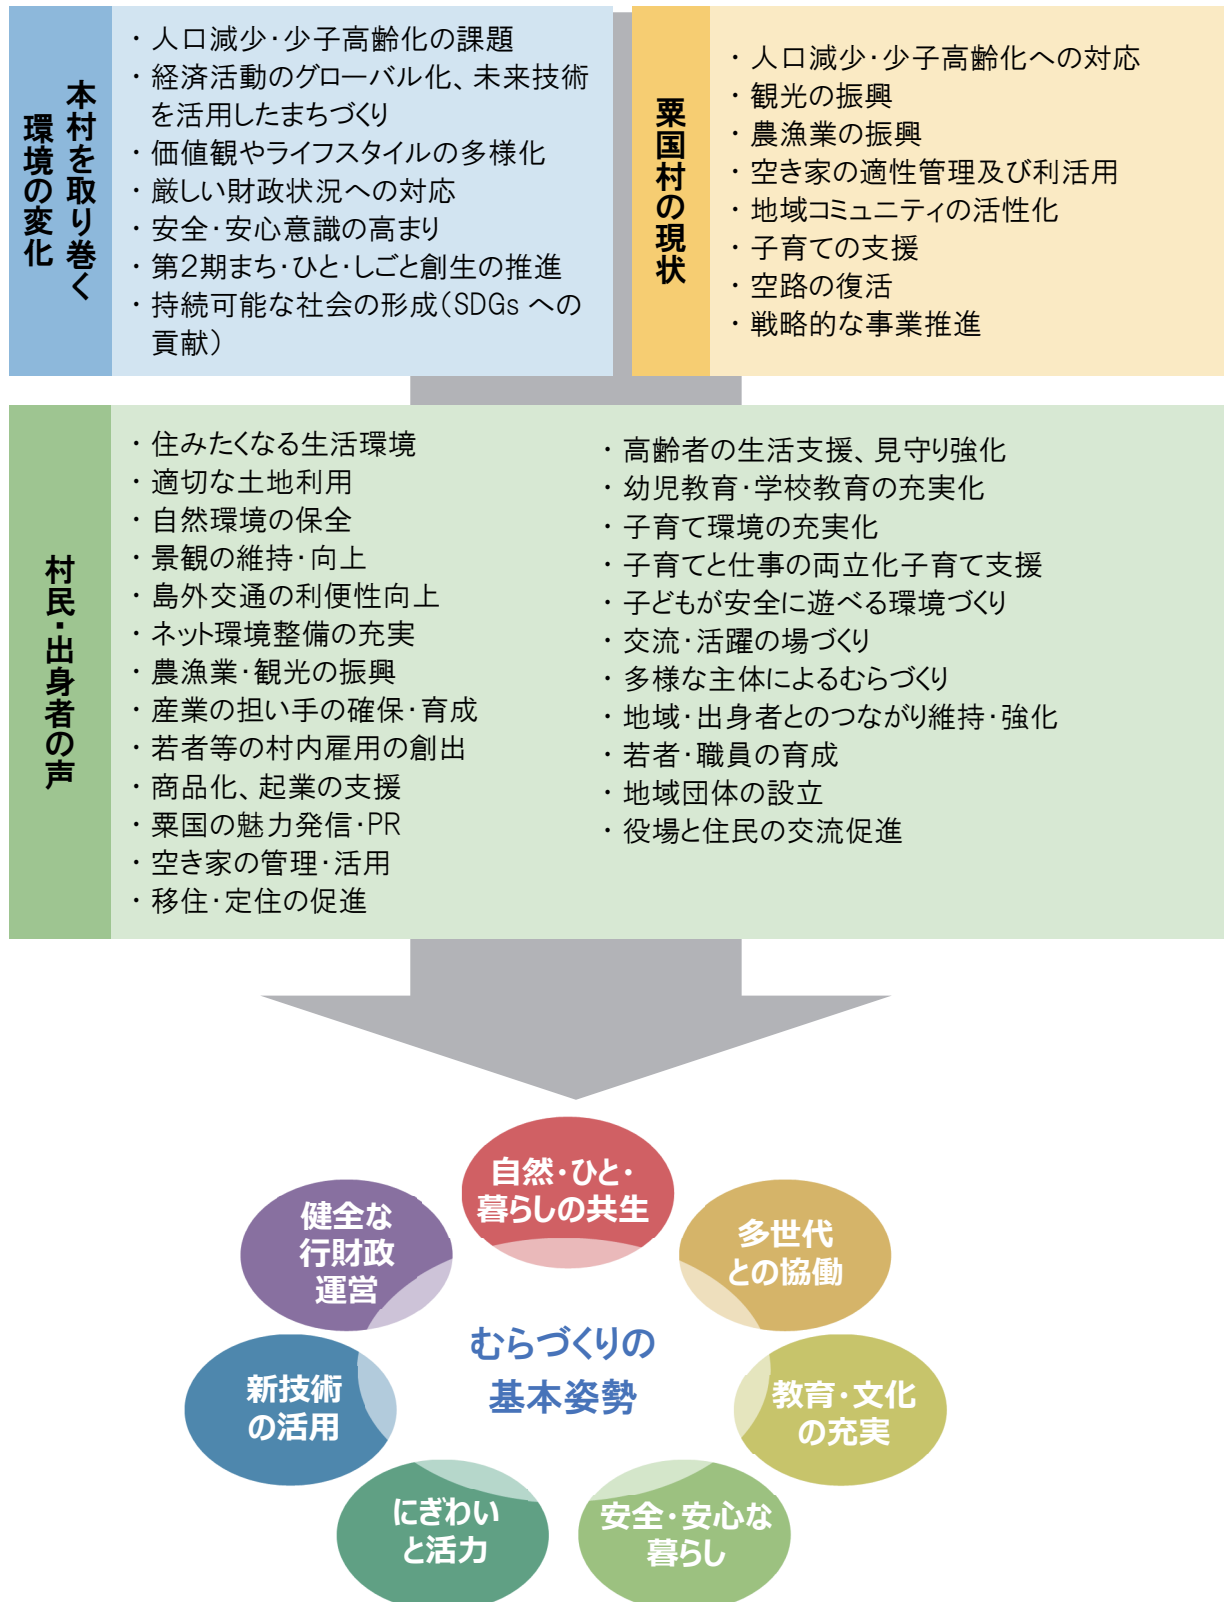 本村を取り巻く
環境の変化
・人口減少・少子高齢化の課題
・経済活動のグローバル化、未来技術
を活用したまちづくり
・価値観やライフスタイルの多様化
・厳しい財政状況への対応
・安全・安心意識の高まり
・第2期まち・ひと・しごと創生の推進
・持続可能な社会の形成（SDGs への
貢献）
粟国村の現状
・人口減少・少子高齢化への対応
・観光の振興
・農漁業の振興
・空き家の適性管理及び利活用
・地域コミュニティの活性化
・子育ての支援
・空路の復活
・戦略的な事業推進
村民・出身者の声
・住みたくなる生活環境
・適切な土地利用
・自然環境の保全
・景観の維持・向上
・島外交通の利便性向上
・ネット環境整備の充実
・農漁業・観光の振興
・産業の担い手の確保・育成
・若者等の村内雇用の創出
・商品化、起業の支援
・粟国の魅力発信・PR
・空き家の管理・活用
・移住・定住の促進
・高齢者の生活支援、見守り強化
・幼児教育・学校教育の充実化
・子育て環境の充実化
・子育てと仕事の両立化子育て支援
・子どもが安全に遊べる環境づくり
・交流・活躍の場づくり
・多様な主体によるむらづくり
・地域・出身者とのつながり維持・強化
・若者・職員の育成
・地域団体の設立
・役場と住民の交流促進
自然・ひと・
暮らしの共生
多世代
との協働
教育・文化
の充実
安全・安心な
暮らし
にぎわい
と活力
新技術
の活用
健全な
行財政
運営
むらづくりの
基本姿勢